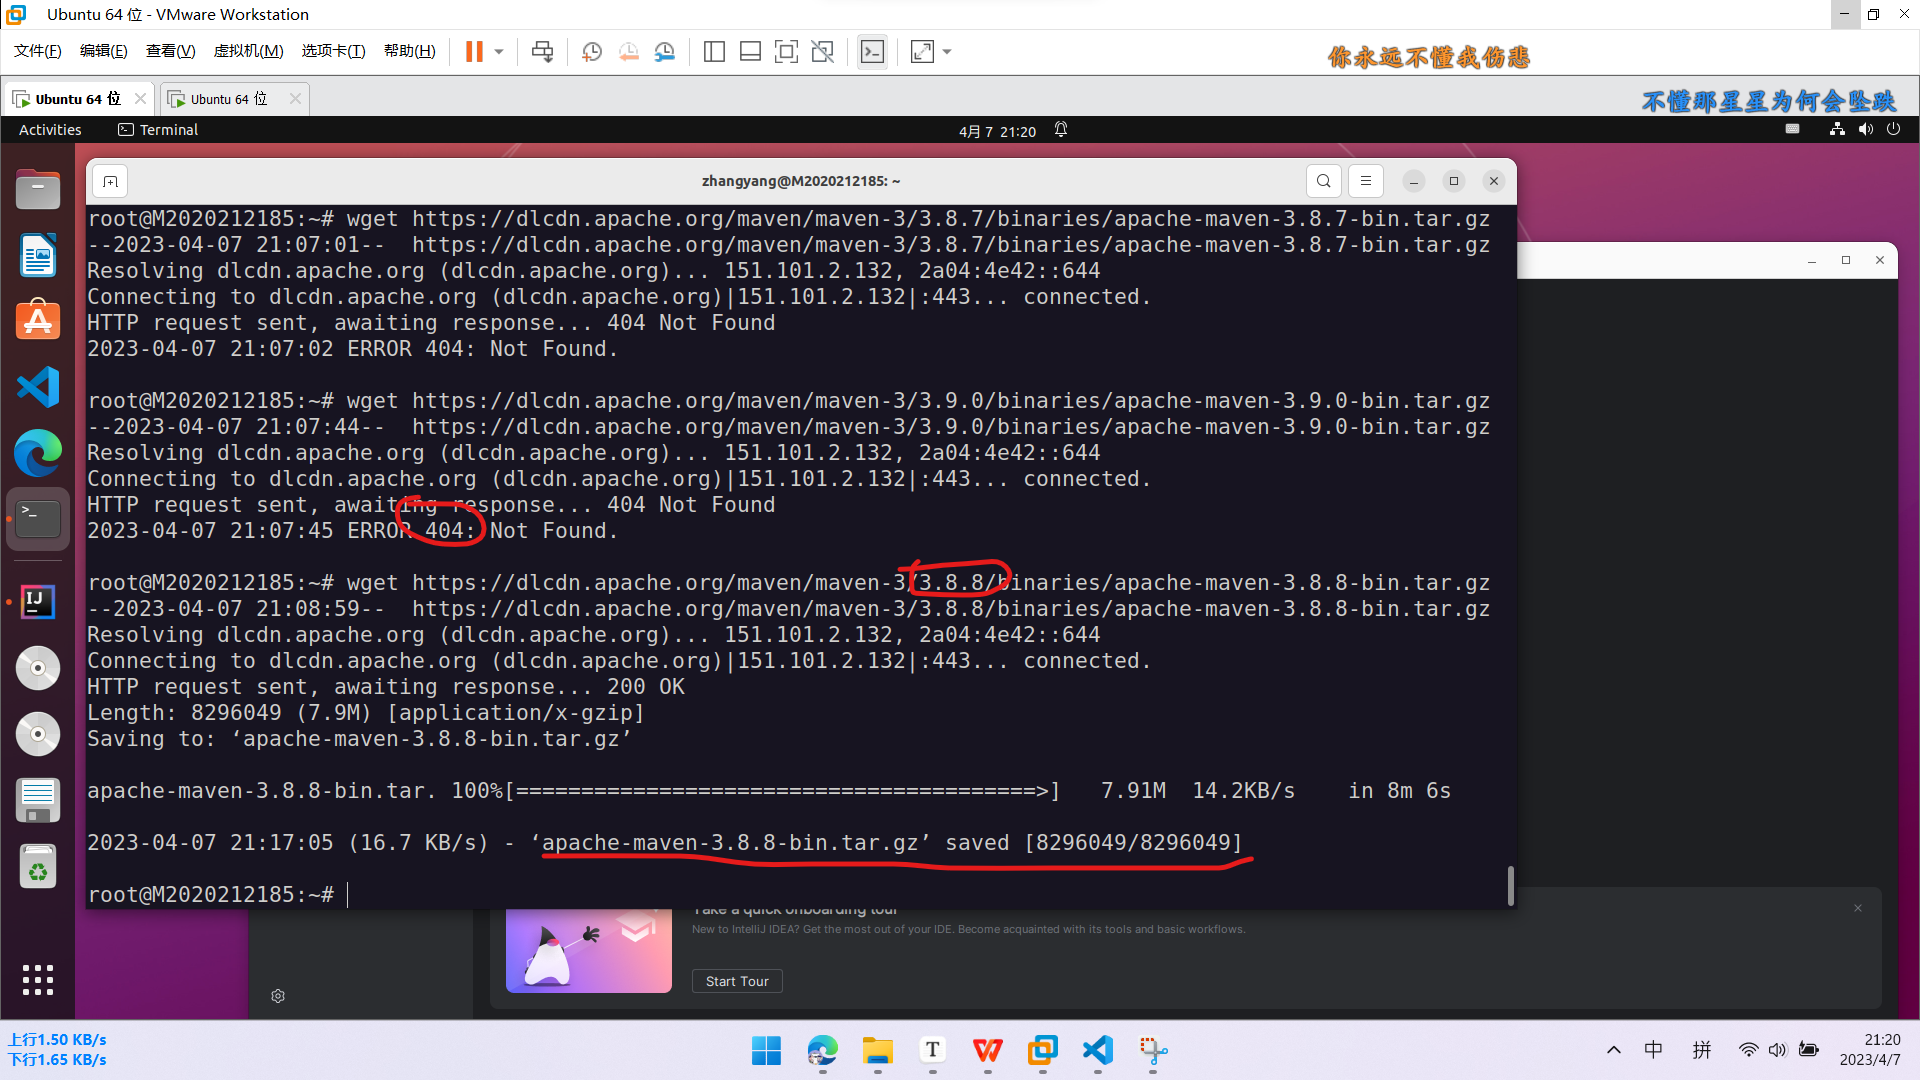 Ubuntu 64 位 - VMware Workstation
文件(F) 编辑(E) 查看(V) 虚拟机(M) 选项卡(T) 帮助(H)
你永远不懂我伤悲
Ubuntu 64 位 Ubuntu 64 位
不懂那星星为何会坠跌
Activities Terminal 4月 7 21:20
zhangyang@M2020212185: ~
root@M2020212185:~# wget https://dlcdn.apache.org/maven/maven-3/3.8.7/binaries/apache-maven-3.8.7-bin.tar.gz
--2023-04-07 21:07:01-- https://dlcdn.apache.org/maven/maven-3/3.8.7/binaries/apache-maven-3.8.7-bin.tar.gz
Resolving dlcdn.apache.org (dlcdn.apache.org)... 151.101.2.132, 2a04:4e42::644
Connecting to dlcdn.apache.org (dlcdn.apache.org)|151.101.2.132|:443... connected.
HTTP request sent, awaiting response... 404 Not Found
2023-04-07 21:07:02 ERROR 404: Not Found.
root@M2020212185:~# wget https://dlcdn.apache.org/maven/maven-3/3.9.0/binaries/apache-maven-3.9.0-bin.tar.gz
--2023-04-07 21:07:44-- https://dlcdn.apache.org/maven/maven-3/3.9.0/binaries/apache-maven-3.9.0-bin.tar.gz
Resolving dlcdn.apache.org (dlcdn.apache.org)... 151.101.2.132, 2a04:4e42::644
Connecting to dlcdn.apache.org (dlcdn.apache.org)|151.101.2.132|:443... connected.
HTTP request sent, awaiting response... 404 Not Found
2023-04-07 21:07:45 ERROR 404: Not Found.
root@M2020212185:~# wget https://dlcdn.apache.org/maven/maven-3/3.8.8/binaries/apache-maven-3.8.8-bin.tar.gz
--2023-04-07 21:08:59-- https://dlcdn.apache.org/maven/maven-3/3.8.8/binaries/apache-maven-3.8.8-bin.tar.gz
Resolving dlcdn.apache.org (dlcdn.apache.org)... 151.101.2.132, 2a04:4e42::644
Connecting to dlcdn.apache.org (dlcdn.apache.org)|151.101.2.132|:443... connected.
HTTP request sent, awaiting response... 200 OK
Length: 8296049 (7.9M) [application/x-gzip]
Saving to: ‘apache-maven-3.8.8-bin.tar.gz’
apache-maven-3.8.8-bin.tar. 100%[========================================>] 7.91M 14.2KB/s in 8m 6s
2023-04-07 21:17:05 (16.7 KB/s) - ‘apache-maven-3.8.8-bin.tar.gz’ saved [8296049/8296049]
root@M2020212185:~#
Take a quick onboarding tour
New to IntelliJ IDEA? Get the most out of your IDE. Become acquainted with its tools and basic workflows.
Start Tour
上行1.50 KB/s
下行1.65 KB/s
中 拼
21:20
2023/4/7